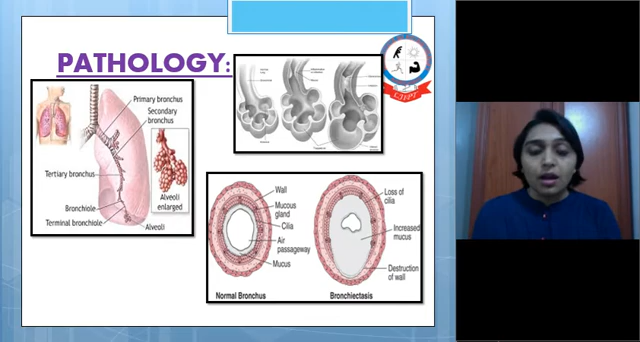 PATHOLOGY:
Primary bronchus
Secondary
bronchus
Tertiary bronchus
Bronchiole
Terminal bronchiole
Alveoli
Alveoli
enlarged
Wall
Mucous
gland
Cilia
Air
passageway
Mucus
Normal Bronchus
Loss of
cilia
Increased
mucus
Destruction
of wall
Bronchiectasis